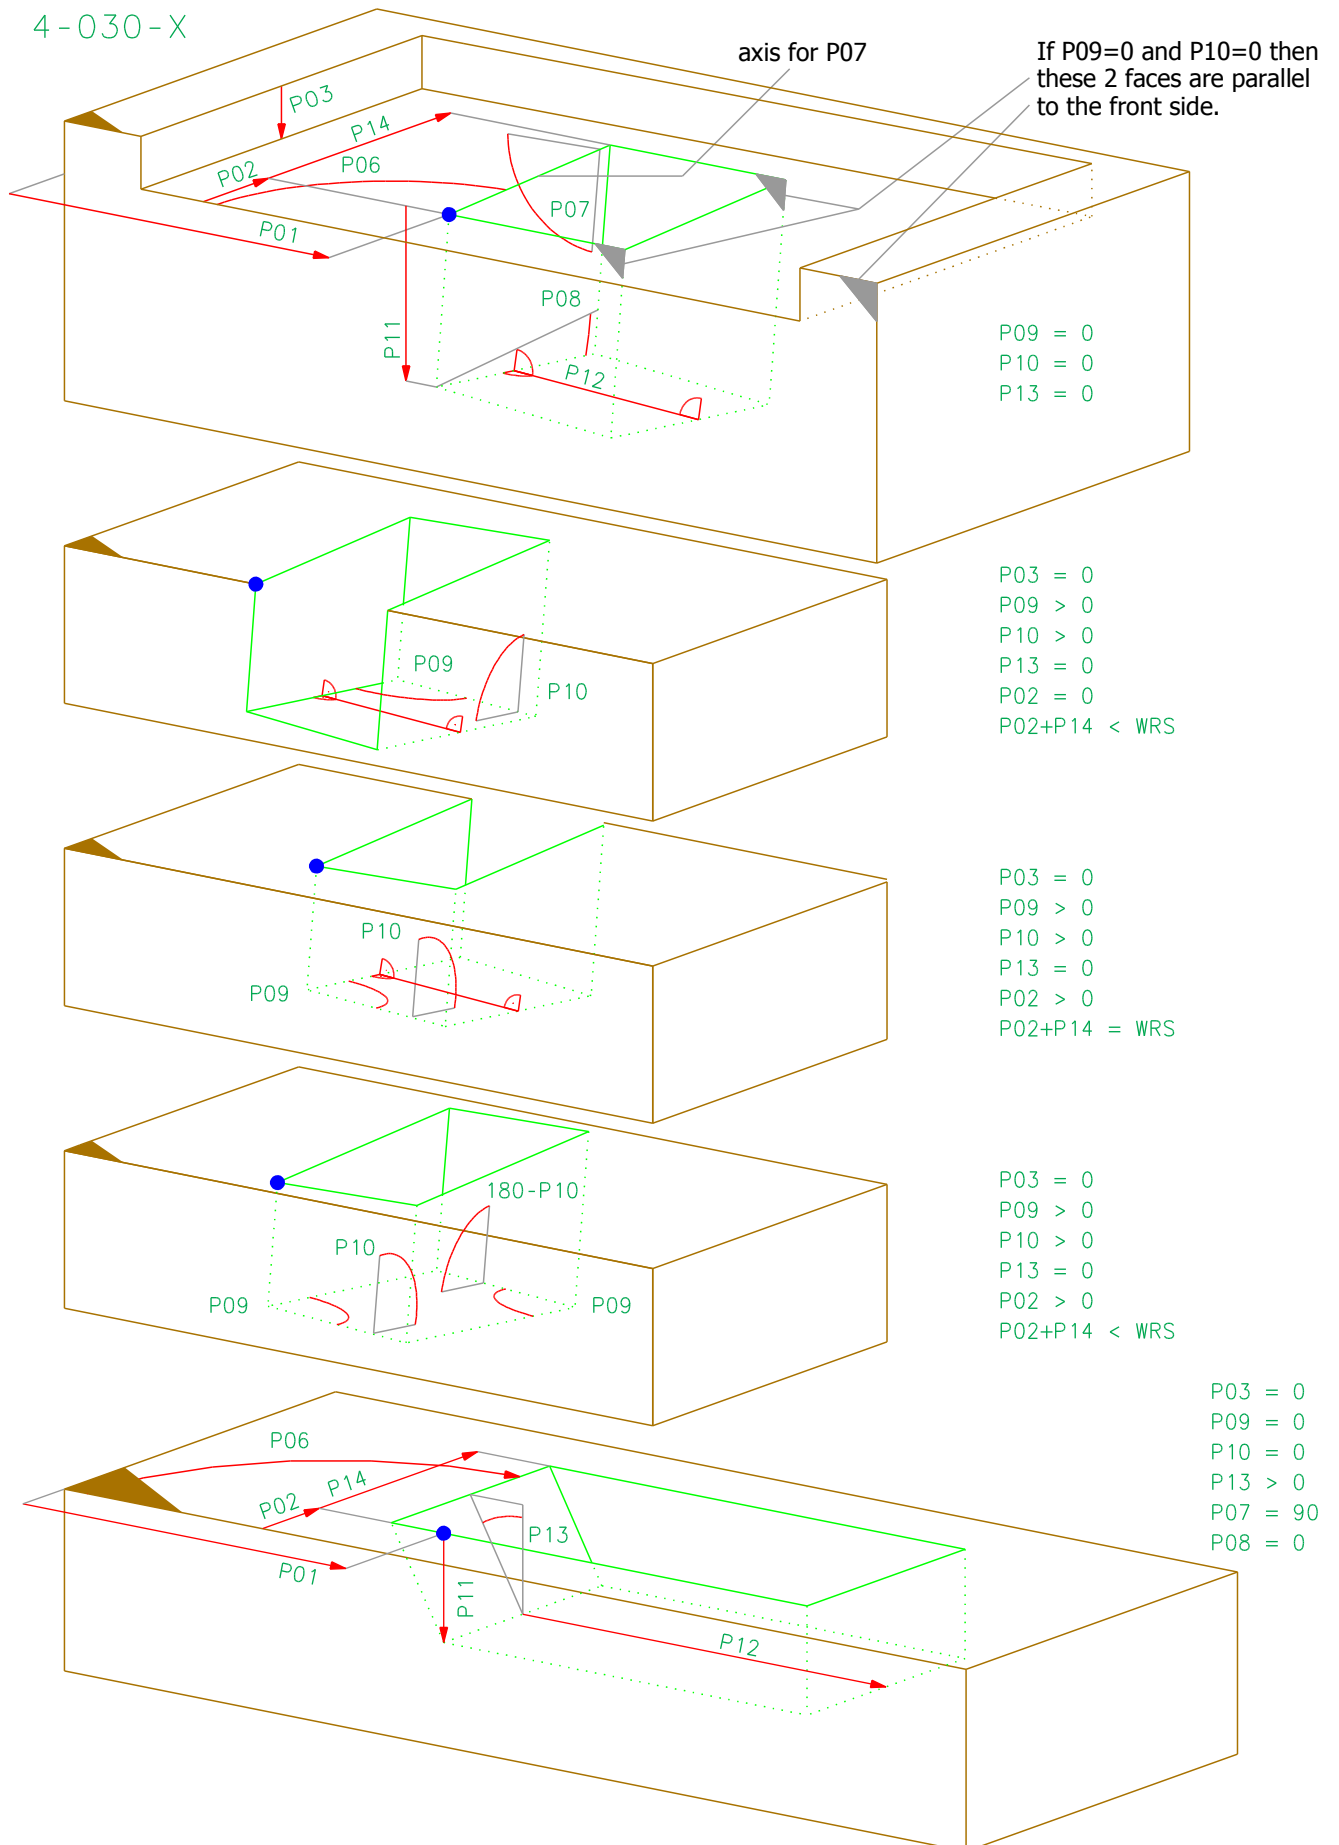 4-030-X
axis for P07
If P09=0 and P10=0 then
these 2 faces are parallel
to the front side.
P03
P14
P02
P06
P01
P07
P08
P11
P12
P09 = 0
P10 = 0
P13 = 0
P09
P10
P03 = 0
P09 > 0
P10 > 0
P13 = 0
P02 = 0
P02+P14 < WRS
P10
P09
P03 = 0
P09 > 0
P10 > 0
P13 = 0
P02 > 0
P02+P14 = WRS
180-P10
P10
P09
P09
P03 = 0
P09 > 0
P10 > 0
P13 = 0
P02 > 0
P02+P14 < WRS
P06
P14
P02
P13
P01
P11
P12
P03 = 0
P09 = 0
P10 = 0
P13 > 0
P07 = 90
P08 = 0